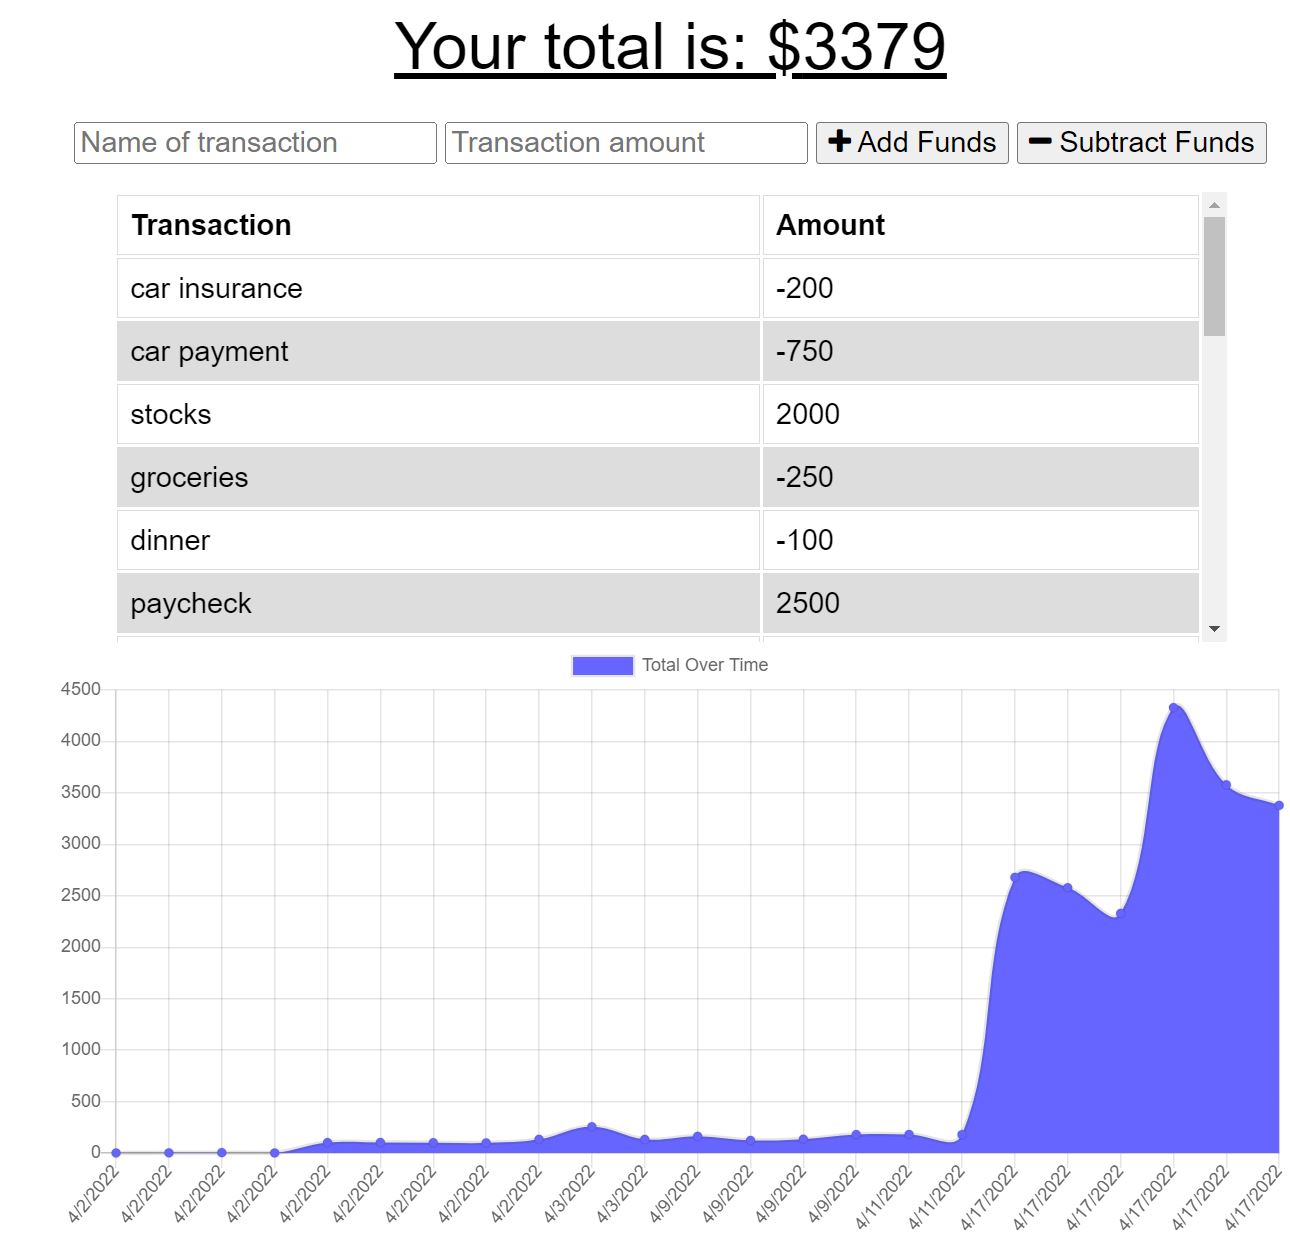 Your total is: $3379
Name of transaction Transaction amount Add Funds Subtract Funds
Transaction Amount
car insurance -200
car payment -750
stocks 2000
groceries -250
dinner -100
paycheck 2500
Total Over Time
4500
4000
3500
3000
2500
2000
1500
1000
500
0
4/2/2022 4/2/2022 4/2/2022 4/2/2022 4/2/2022 4/2/2022 4/2/2022 4/2/2022 4/2/2022 4/3/2022 4/3/2022 4/9/2022 4/9/2022 4/9/2022 4/9/2022 4/11/2022 4/11/2022 4/17/2022 4/17/2022 4/17/2022 4/17/2022 4/17/2022 4/17/2022